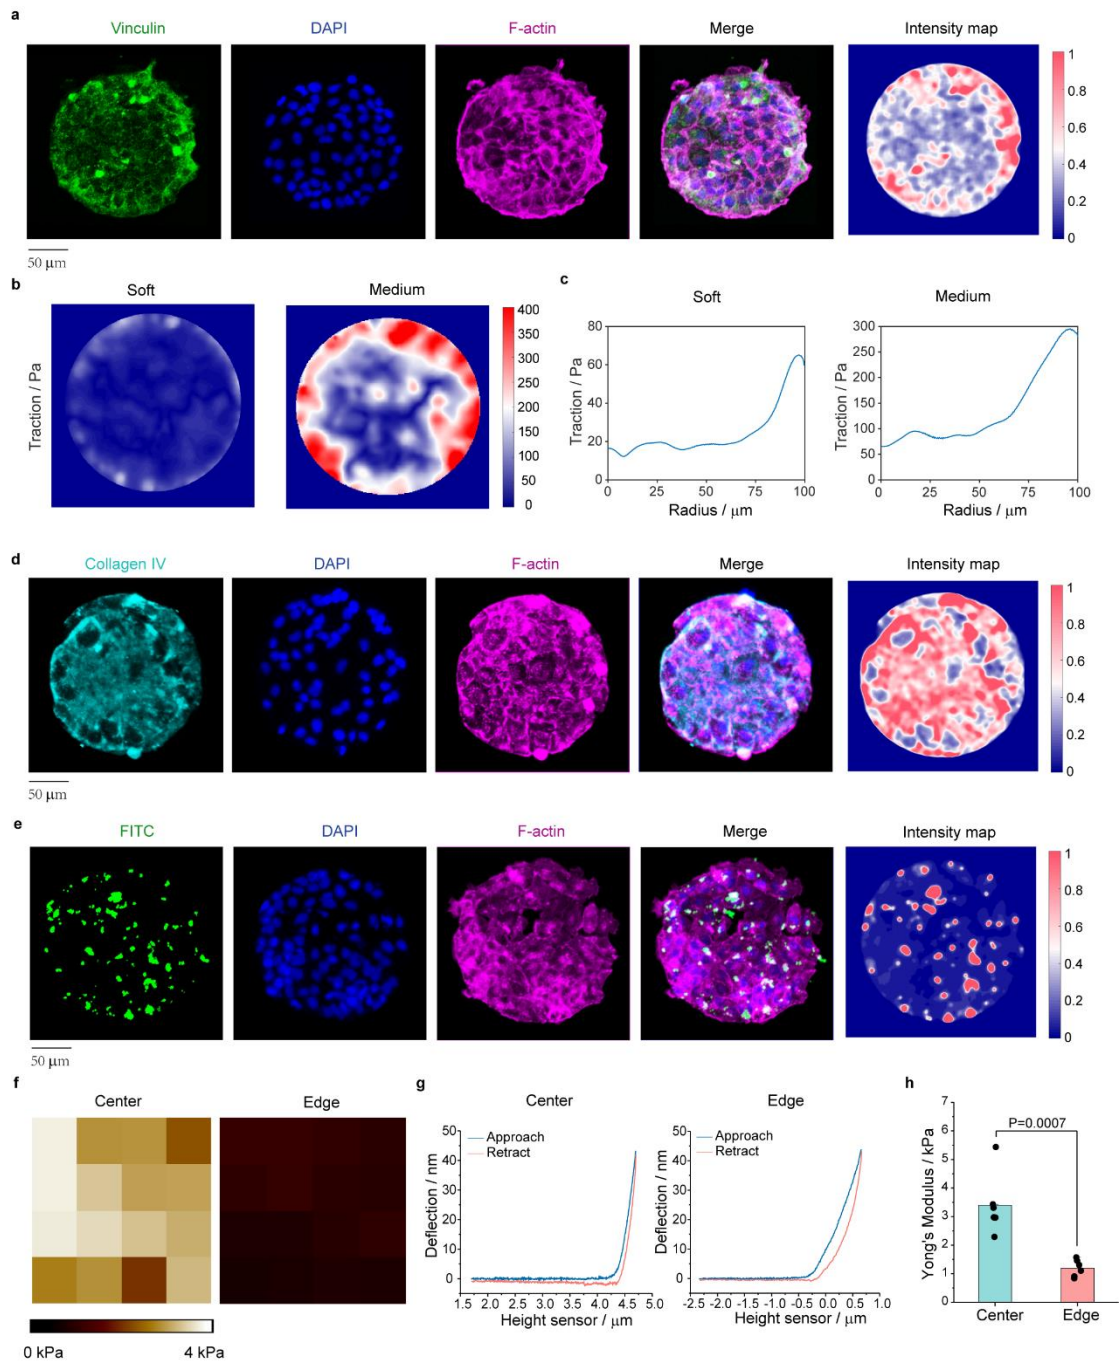 a
Vinculin DAPI F-actin Merge Intensity map
1
0.8
0.6
0.4
0.2
0
50 μm
b
Soft Medium
Traction / Pa
400
350
300
250
200
150
100
50
0
c
Soft Medium
Traction / Pa
80
60
40
20
0
0 25 50 75 100
Radius / μm
Traction / Pa
300
250
200
150
100
50
0
0 25 50 75 100
Radius / μm
d
Collagen IV DAPI F-actin Merge Intensity map
1
0.8
0.6
0.4
0.2
0
50 μm
e
FITC DAPI F-actin Merge Intensity map
1
0.8
0.6
0.4
0.2
0
50 μm
f
Center Edge
0 kPa 4 kPa
g
Center Edge
Deflection / nm
50
40
30
20
10
0
Approach
Retract
1.5 2.0 2.5 3.0 3.5 4.0 4.5 5.0
Height sensor / μm
Deflection / nm
50
40
30
20
10
0
Approach
Retract
-2.5 -2.0 -1.5 -1.0 -0.5 0.0 0.5 1.0
Height sensor / μm
h
Yong's Modulus / kPa
7
6
5
4
3
2
1
0
P=0.0007
Center Edge